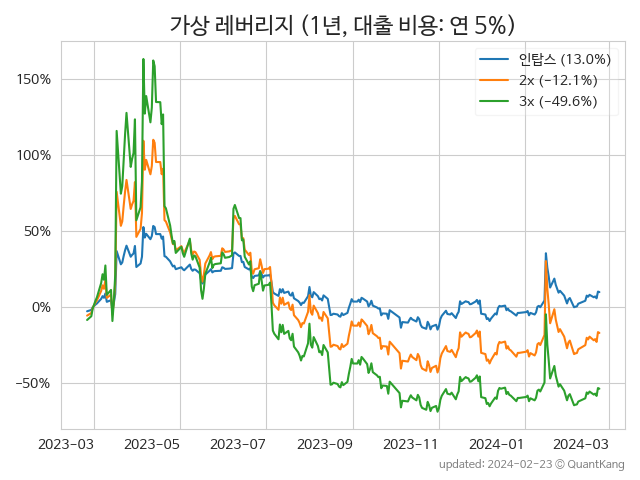 가상 레버리지 (1년, 대출 비용: 연 5%)
인탑스 (13.0%)
2x (−12.1%)
3x (−49.6%)
150%
100%
50%
0%
−50%
2023-03 2023-05 2023-07 2023-09 2023-11 2024-01 2024-03
updated: 2024-02-23 © QuantKang